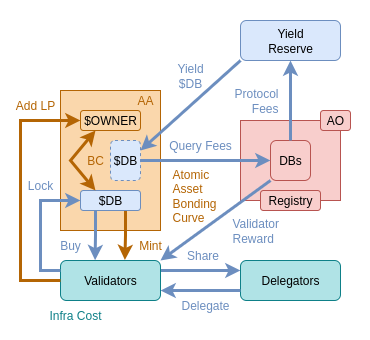 Yield
Reserve
Yield
$DB
Add LP
AA
$OWNER
Protocol
Fees
AO
BC
$DB
Query Fees
DBs
Lock
$DB
Atomic
Asset
Bonding
Curve
Registry
Validator
Reward
Buy
Mint
Share
Validators
Delegators
Delegate
Infra Cost